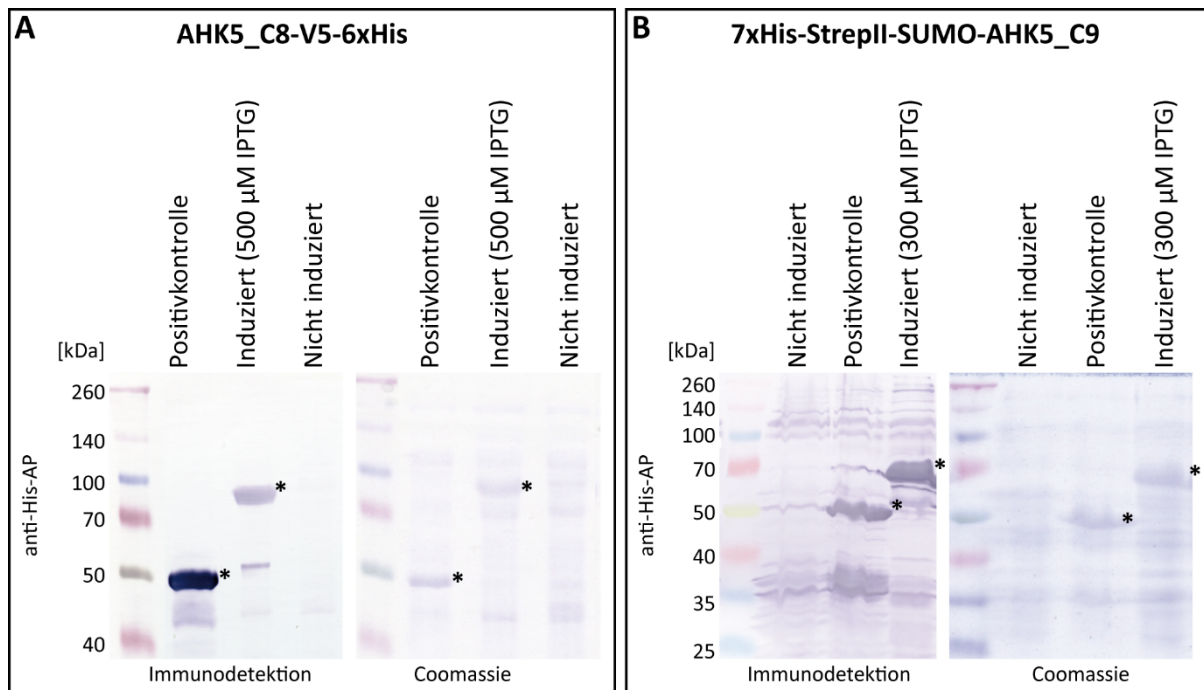 A
AHK5_C8-V5-6xHis
Positivkontrolle
Induziert (500 µM IPTG)
Nicht induziert
Positivkontrolle
Induziert (500 µM IPTG)
Nicht induziert
[kDa]
260
140
100
70
50
40
anti-His-AP
*
*
*
*
Immunodetektion
Coomassie
B
7xHis-StrepII-SUMO-AHK5_C9
Nicht induziert
Positivkontrolle
Induziert (300 µM IPTG)
Nicht induziert
Positivkontrolle
Induziert (300 µM IPTG)
[kDa]
260
140
100
70
50
40
35
25
anti-His-AP
*
*
*
*
Immunodetektion
Coomassie